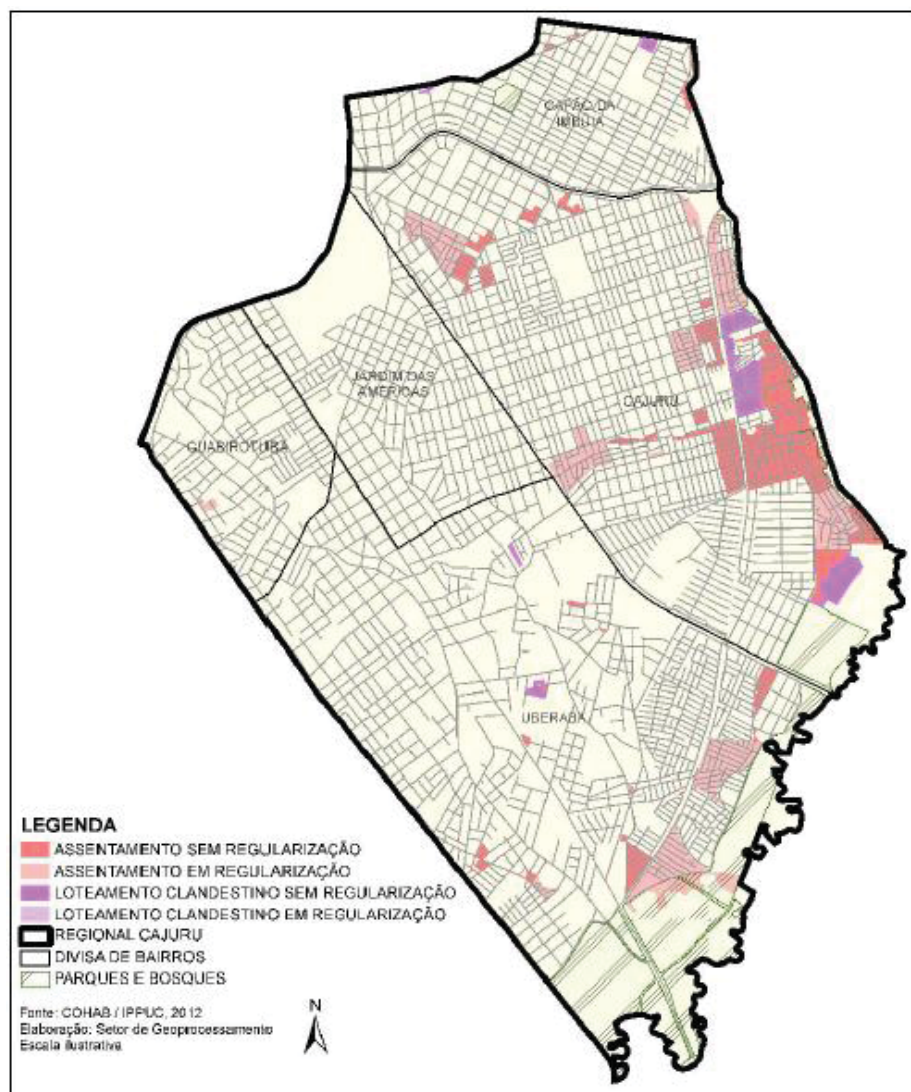 CAPÃO DA
IMBUIA
JARDIM DAS
AMÉRICAS
CAJURU
GUABIROTUBA
UBERABA
LEGENDA
ASSENTAMENTO SEM REGULARIZAÇÃO
ASSENTAMENTO EM REGULARIZAÇÃO
LOTEAMENTO CLANDESTINO SEM REGULARIZAÇÃO
LOTEAMENTO CLANDESTINO EM REGULARIZAÇÃO
REGIONAL CAJURU
DIVISA DE BAIRROS
PARQUES E BOSQUES
Fonte: COHAB / IPPUC, 2012
Elaboração: Setor de Geoprocessamento
Escala ilustrativa
N